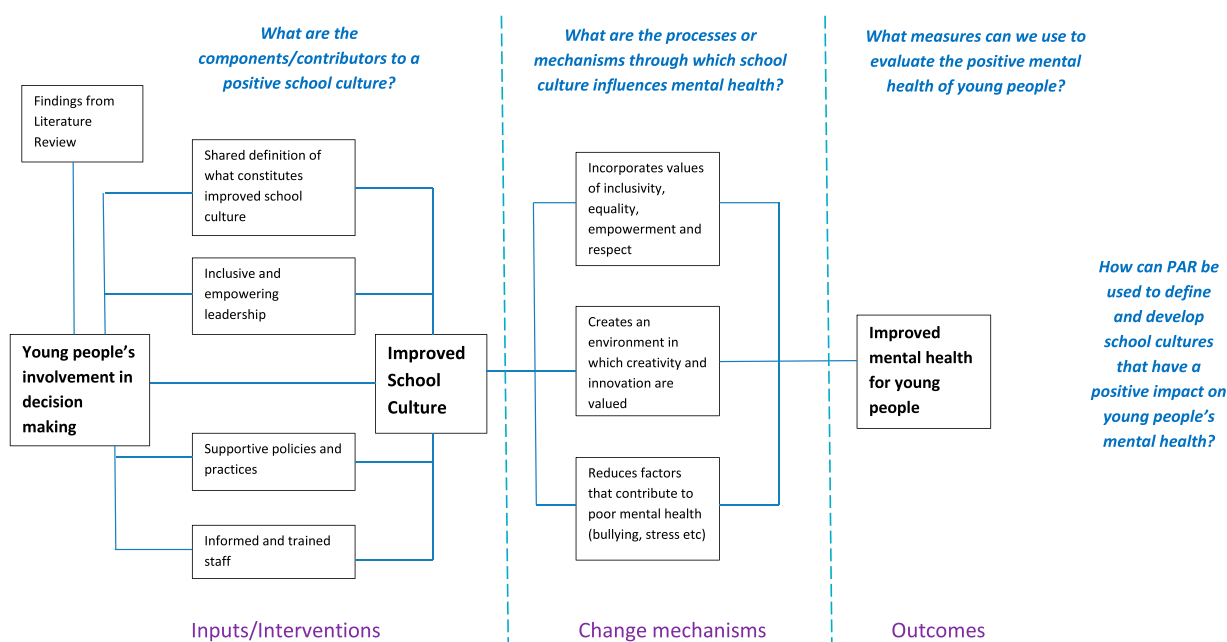 What are the
components/contributors to a
positive school culture?
What are the processes or
mechanisms through which school
culture influences mental health?
What measures can we use to
evaluate the positive mental
health of young people?
Findings from
Literature
Review
Shared definition of
what constitutes
improved school
culture
Inclusive and
empowering
leadership
Young people’s
involvement in
decision
making
Improved
School
Culture
Supportive policies and
practices
Informed and trained
staff
Incorporates values
of inclusivity,
equality,
empowerment and
respect
Creates an
environment in
which creativity and
innovation are
valued
Reduces factors
that contribute to
poor mental health
(bullying, stress etc)
Improved
mental health
for young
people
How can PAR be
used to define
and develop
school cultures
that have a
positive impact on
young people’s
mental health?
Inputs/Interventions
Change mechanisms
Outcomes